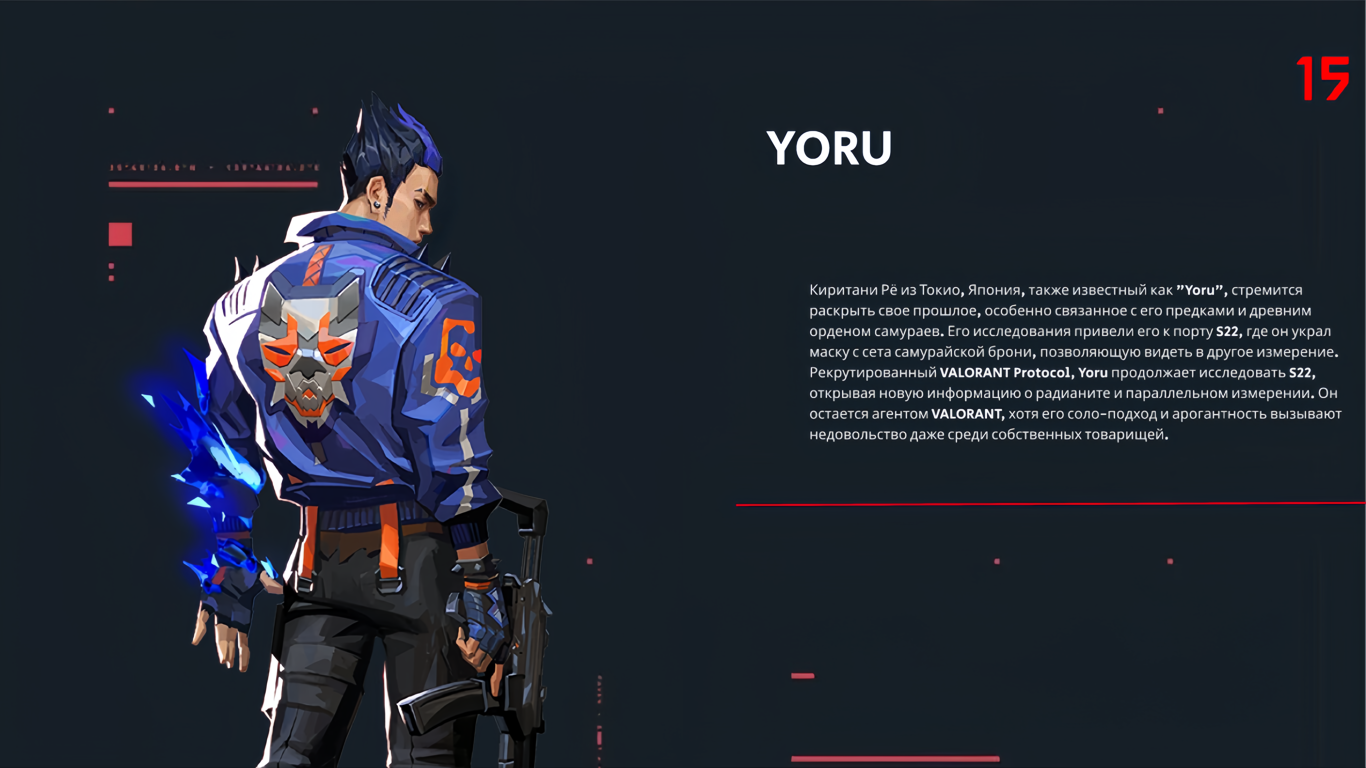 15
YORU
Киритани Рё из Токио, Япония, также известный как ”Yoru”, стремится
раскрыть свое прошлое, особенно связанное с его предками и древним
орденом самураев. Его исследования привели его к порту S22, где он украл
маску с сета самурайской брони, позволяющую видеть в другое измерение.
Рекрутированный VALORANT Protocol, Yoru продолжает исследовать S22,
открывая новую информацию о радианите и параллельном измерении. Он
остается агентом VALORANT, хотя его соло-подход и арогантность вызывают
недовольство даже среди собственных товарищей.